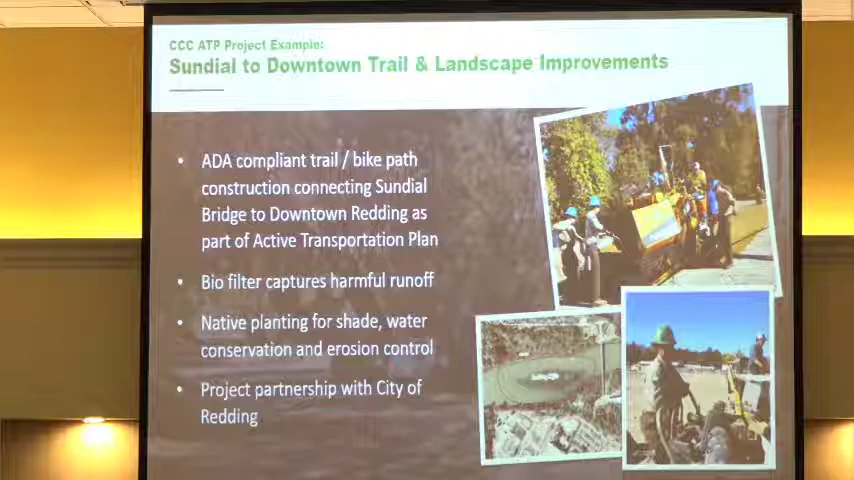 CCC ATP Project Example:
Sundial to Downtown Trail & Landscape Improvements
• ADA compliant trail / bike path
construction connecting Sundial
Bridge to Downtown Redding as
part of Active Transportation Plan
• Bio filter captures harmful runoff
• Native planting for shade, water
conservation and erosion control
• Project partnership with City of
Redding